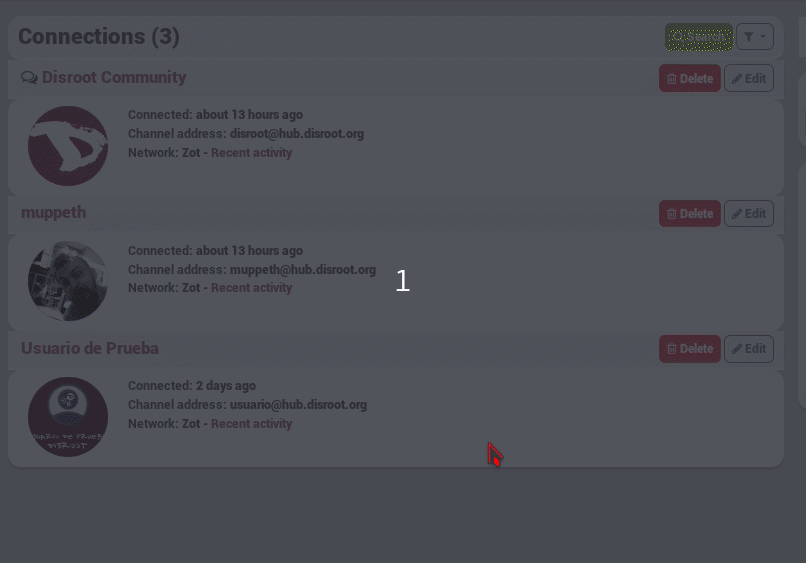 Connections (3)
Search
Disroot Community
Delete
Edit
Connected: about 13 hours ago
Channel address: disroot@hub.disroot.org
Network: Zot - Recent activity
muppeth
Delete
Edit
Connected: about 13 hours ago
Channel address: muppeth@hub.disroot.org
Network: Zot - Recent activity
1
Usuario de Prueba
Delete
Edit
Connected: 2 days ago
Channel address: usuario@hub.disroot.org
Network: Zot - Recent activity